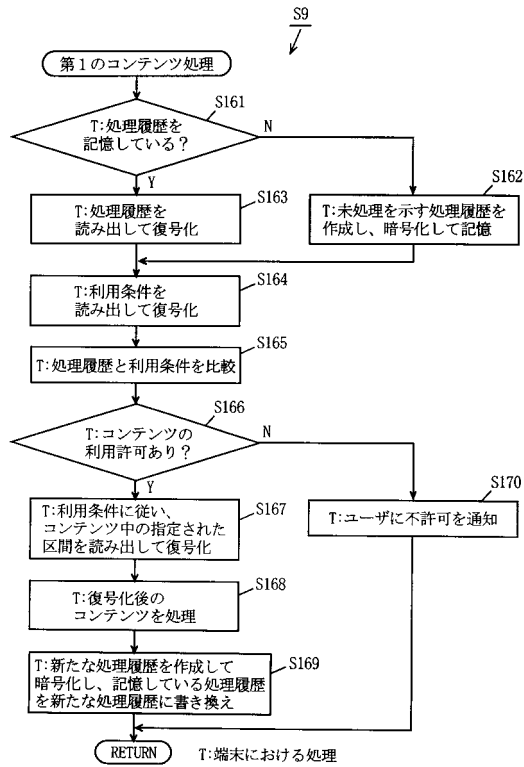 S9
第1のコンテンツ処理
S161
T:処理履歴を
記憶している?
N
Y
S162
T:未処理を示す処理履歴を
作成し、暗号化して記憶
S163
T:処理履歴を
読み出して復号化
S164
T:利用条件を
読み出して復号化
S165
T:処理履歴と利用条件を比較
S166
T:コンテンツの
利用許可あり?
N
Y
S170
T:ユーザに不許可を通知
S167
T:利用条件に従い、
コンテンツ中の指定された
区間を読み出して復号化
S168
T:復号化後の
コンテンツを処理
S169
T:新たな処理履歴を作成して
暗号化し、記憶している処理履歴
を新たな処理履歴に書き換え
RETURN
T:端末における処理